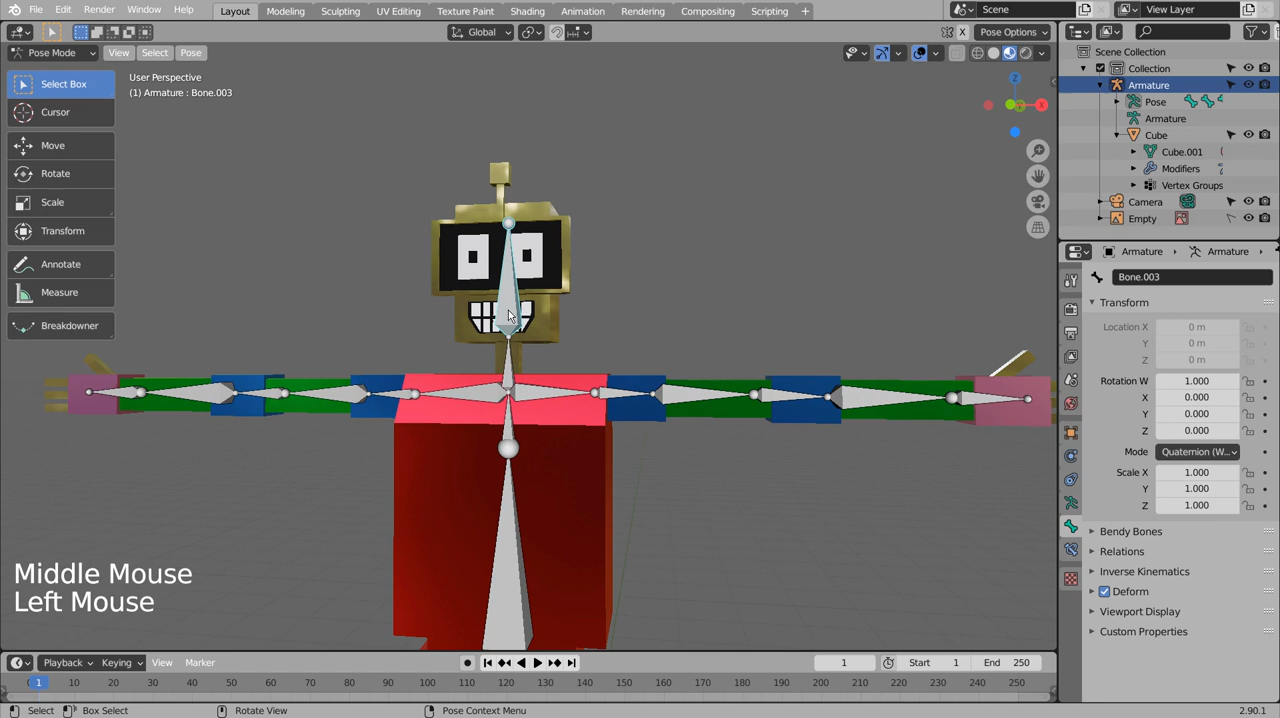 File Edit Render Window Help
Layout Modeling Sculpting UV Editing Texture Paint Shading Animation Rendering Compositing Scripting +
Scene View Layer
Global Pose Options
Pose Mode View Select Pose
User Perspective
(1) Armature : Bone.003
Select Box
Cursor
Move
Rotate
Scale
Transform
Annotate
Measure
Breakdowner
Z
X
Scene Collection
Collection
Armature
Pose
Armature
Cube
Cube.001
Modifiers
Vertex Groups
Camera
Empty
Armature Armature
Bone.003
Transform
Location X 0 m
Y 0 m
Z 0 m
Rotation W 1.000
X 0.000
Y 0.000
Z 0.000
Mode Quaternion (W...
Scale X 1.000
Y 1.000
Z 1.000
Bendy Bones
Relations
Inverse Kinematics
Deform
Viewport Display
Custom Properties
Middle Mouse
Left Mouse
Playback Keying View Marker
1 Start 1 End 250
1 10 20 30 40 50 60 70 80 90 100 110 120 130 140 150 160 170 180 190 200 210 220 230 240 250
Select Box Select Rotate View Pose Context Menu 2.90.1